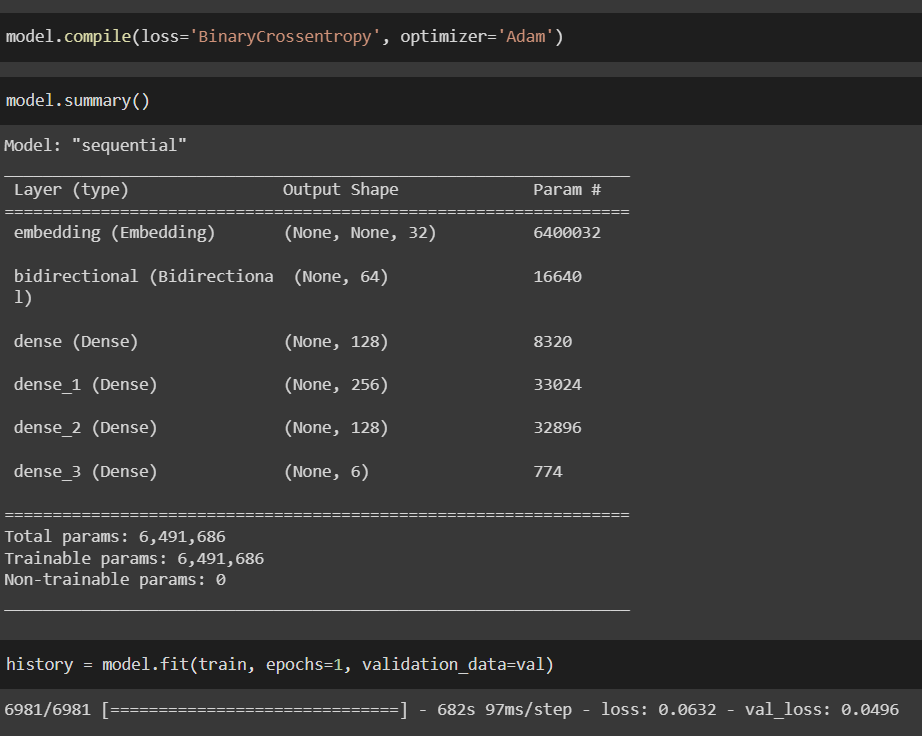 model.compile(loss='BinaryCrossentropy', optimizer='Adam')
model.summary()
Model: "sequential"
_________________________________________________________________
Layer (type)                Output Shape              Param #
=================================================================
embedding (Embedding)       (None, None, 32)          6400032
bidirectional (Bidirectiona  (None, 64)               16640
l)
dense (Dense)               (None, 128)               8320
dense_1 (Dense)             (None, 256)               33024
dense_2 (Dense)             (None, 128)               32896
dense_3 (Dense)             (None, 6)                 774
=================================================================
Total params: 6,491,686
Trainable params: 6,491,686
Non-trainable params: 0
_________________________________________________________________
history = model.fit(train, epochs=1, validation_data=val)
6981/6981 [==============================] - 682s 97ms/step - loss: 0.0632 - val_loss: 0.0496